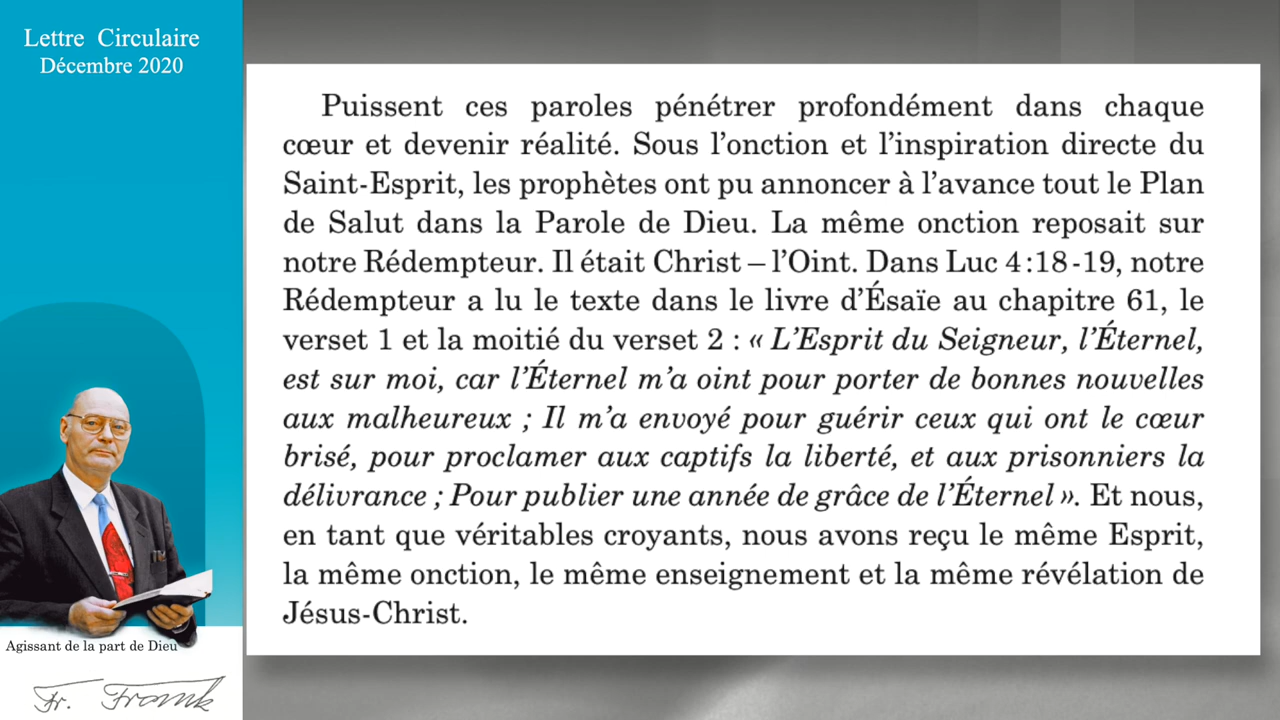 Lettre Circulaire
Décembre 2020
Puissent ces paroles pénétrer profondément dans chaque
cœur et devenir réalité. Sous l’onction et l’inspiration directe du
Saint-Esprit, les prophètes ont pu annoncer à l’avance tout le Plan
de Salut dans la Parole de Dieu. La même onction reposait sur
notre Rédempteur. Il était Christ – l’Oint. Dans Luc 4 :18 -19, notre
Rédempteur a lu le texte dans le livre d’Ésaïe au chapitre 61, le
verset 1 et la moitié du verset 2 : « L’Esprit du Seigneur, l’Éternel,
est sur moi, car l’Éternel m’a oint pour porter de bonnes nouvelles
aux malheureux ; Il m’a envoyé pour guérir ceux qui ont le cœur
brisé, pour proclamer aux captifs la liberté, et aux prisonniers la
délivrance ; Pour publier une année de grâce de l’Éternel ». Et nous,
en tant que véritables croyants, nous avons reçu le même Esprit,
la même onction, le même enseignement et la même révélation de
Jésus-Christ.
Agissant de la part de Dieu
Fr. Frank